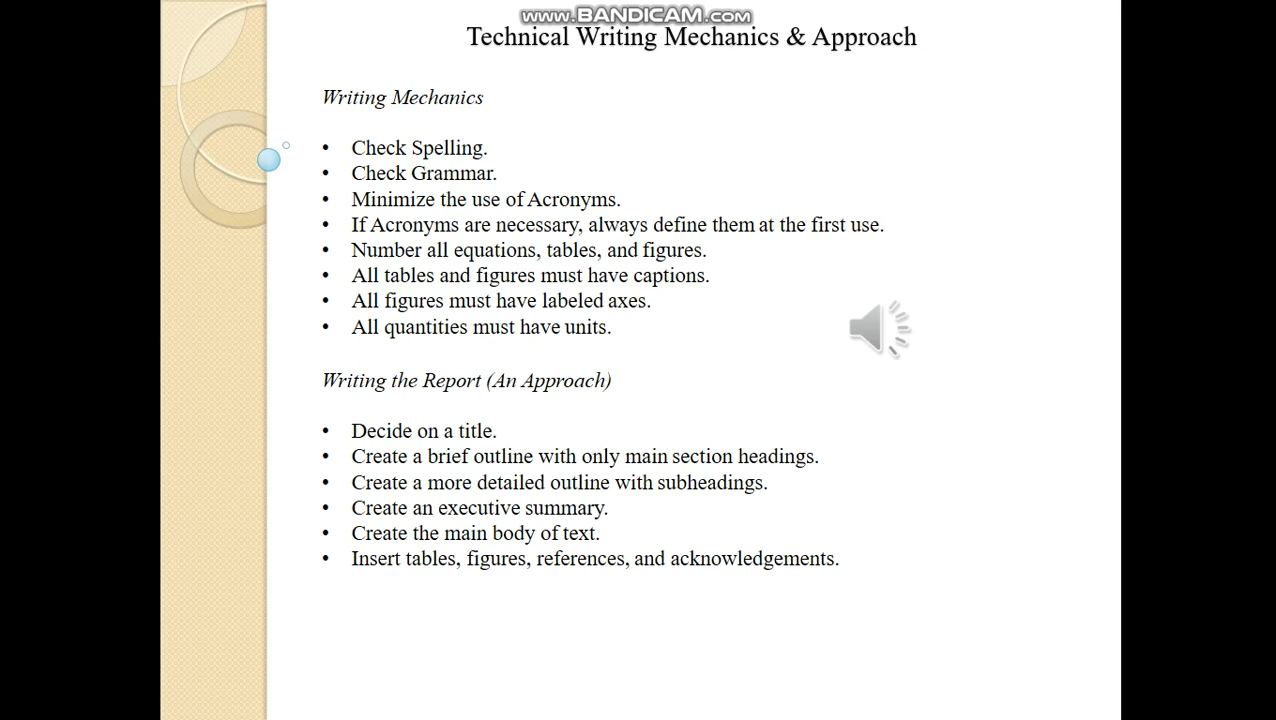 www.BANDICAM.com
Technical Writing Mechanics & Approach
Writing Mechanics
• Check Spelling.
• Check Grammar.
• Minimize the use of Acronyms.
• If Acronyms are necessary, always define them at the first use.
• Number all equations, tables, and figures.
• All tables and figures must have captions.
• All figures must have labeled axes.
• All quantities must have units.
Writing the Report (An Approach)
• Decide on a title.
• Create a brief outline with only main section headings.
• Create a more detailed outline with subheadings.
• Create an executive summary.
• Create the main body of text.
• Insert tables, figures, references, and acknowledgements.